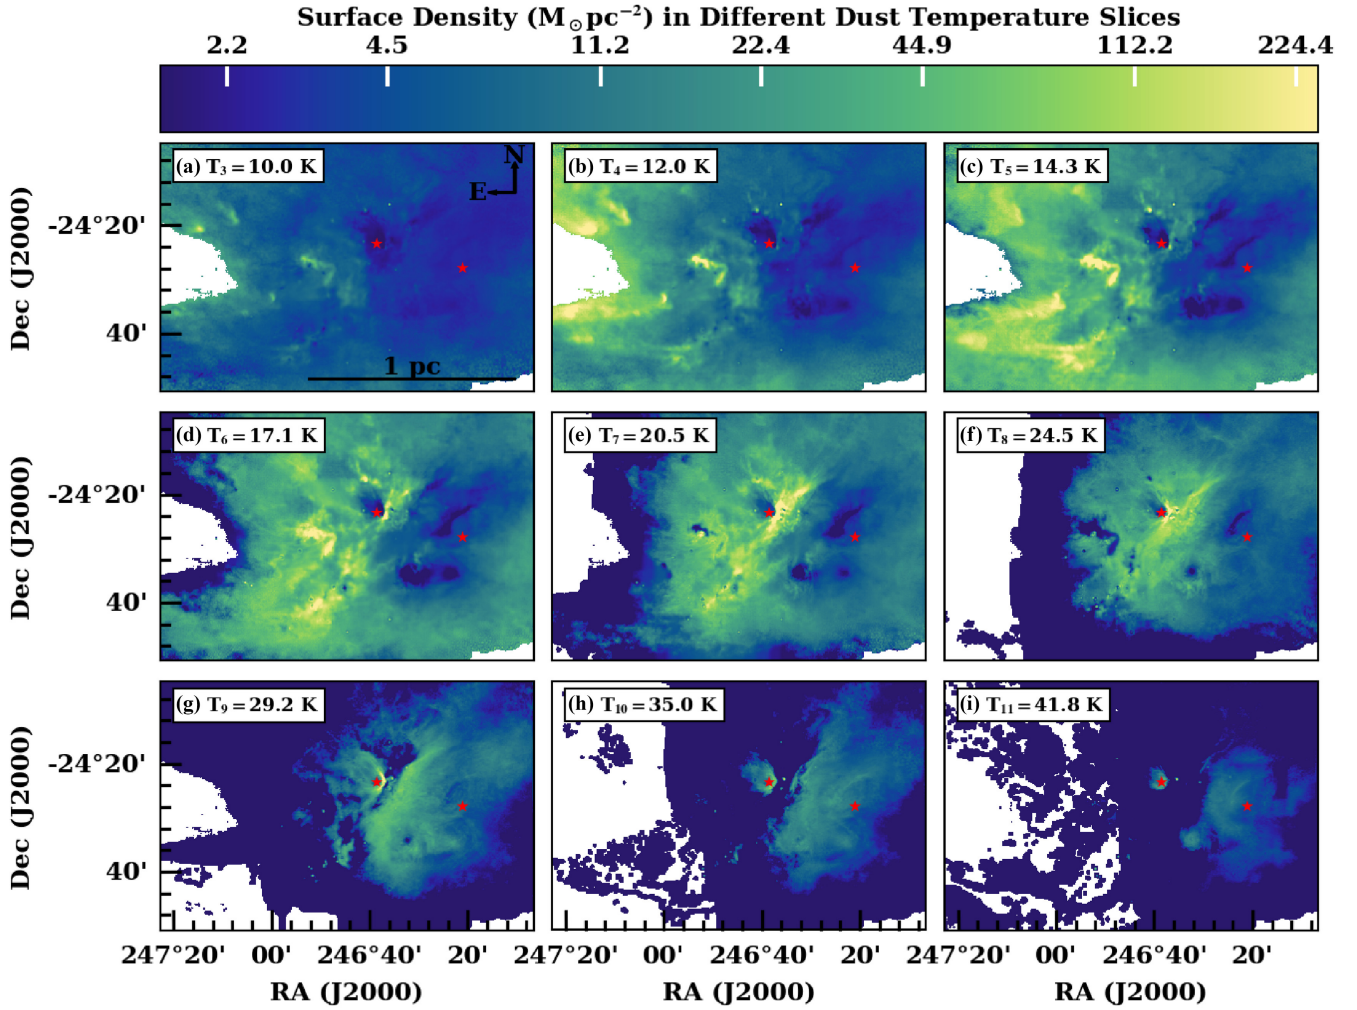 Surface Density (M⊙pc⁻²) in Different Dust Temperature Slices
2.2 4.5 11.2 22.4 44.9 112.2 224.4
(a) T₃ = 10.0 K
N
E
1 pc
(b) T₄ = 12.0 K
(c) T₅ = 14.3 K
-24°20'
40'
Dec (J2000)
(d) T₆ = 17.1 K
(e) T₇ = 20.5 K
(f) T₈ = 24.5 K
-24°20'
40'
Dec (J2000)
(g) T₉ = 29.2 K
(h) T₁₀ = 35.0 K
(i) T₁₁ = 41.8 K
-24°20'
40'
Dec (J2000)
247°20' 00' 246°40' 20' 247°20' 00' 246°40' 20' 247°20' 00' 246°40' 20'
RA (J2000) RA (J2000) RA (J2000)